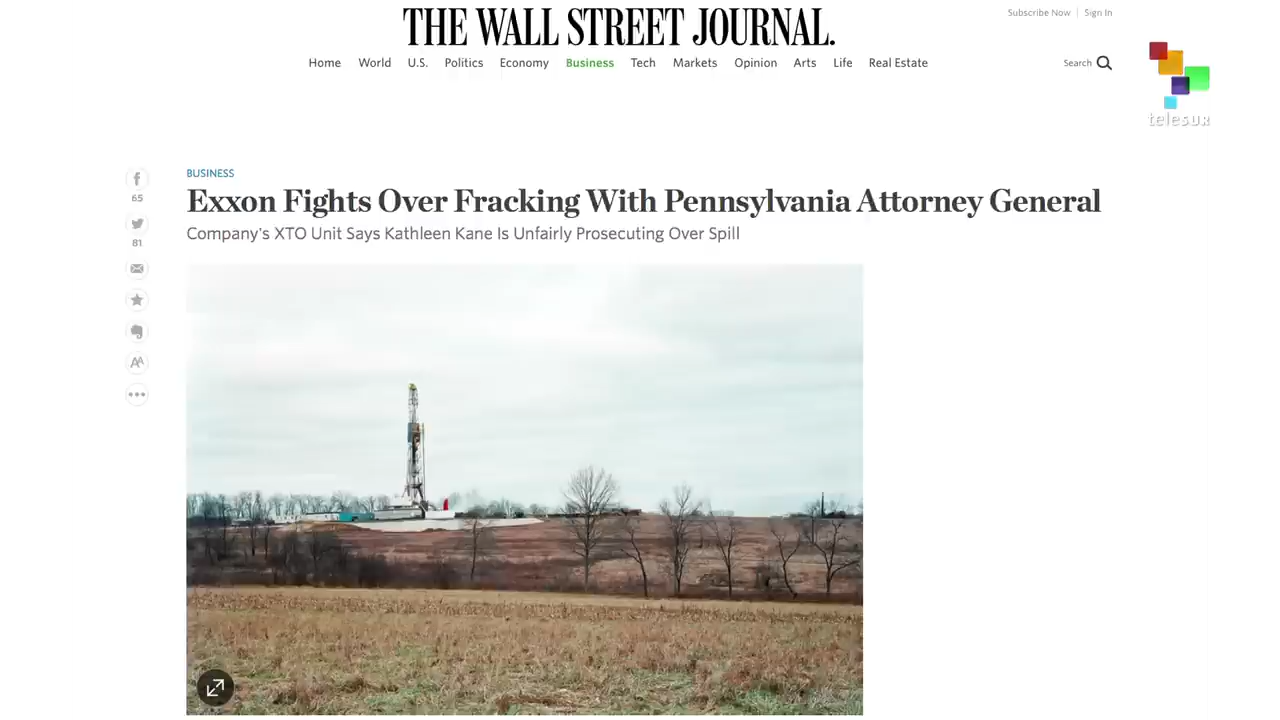 THE WALL STREET JOURNAL.
Subscribe Now | Sign In
Home World U.S. Politics Economy Business Tech Markets Opinion Arts Life Real Estate
Search
teleSUR
BUSINESS
Exxon Fights Over Fracking With Pennsylvania Attorney General
Company's XTO Unit Says Kathleen Kane Is Unfairly Prosecuting Over Spill
65
81
AA